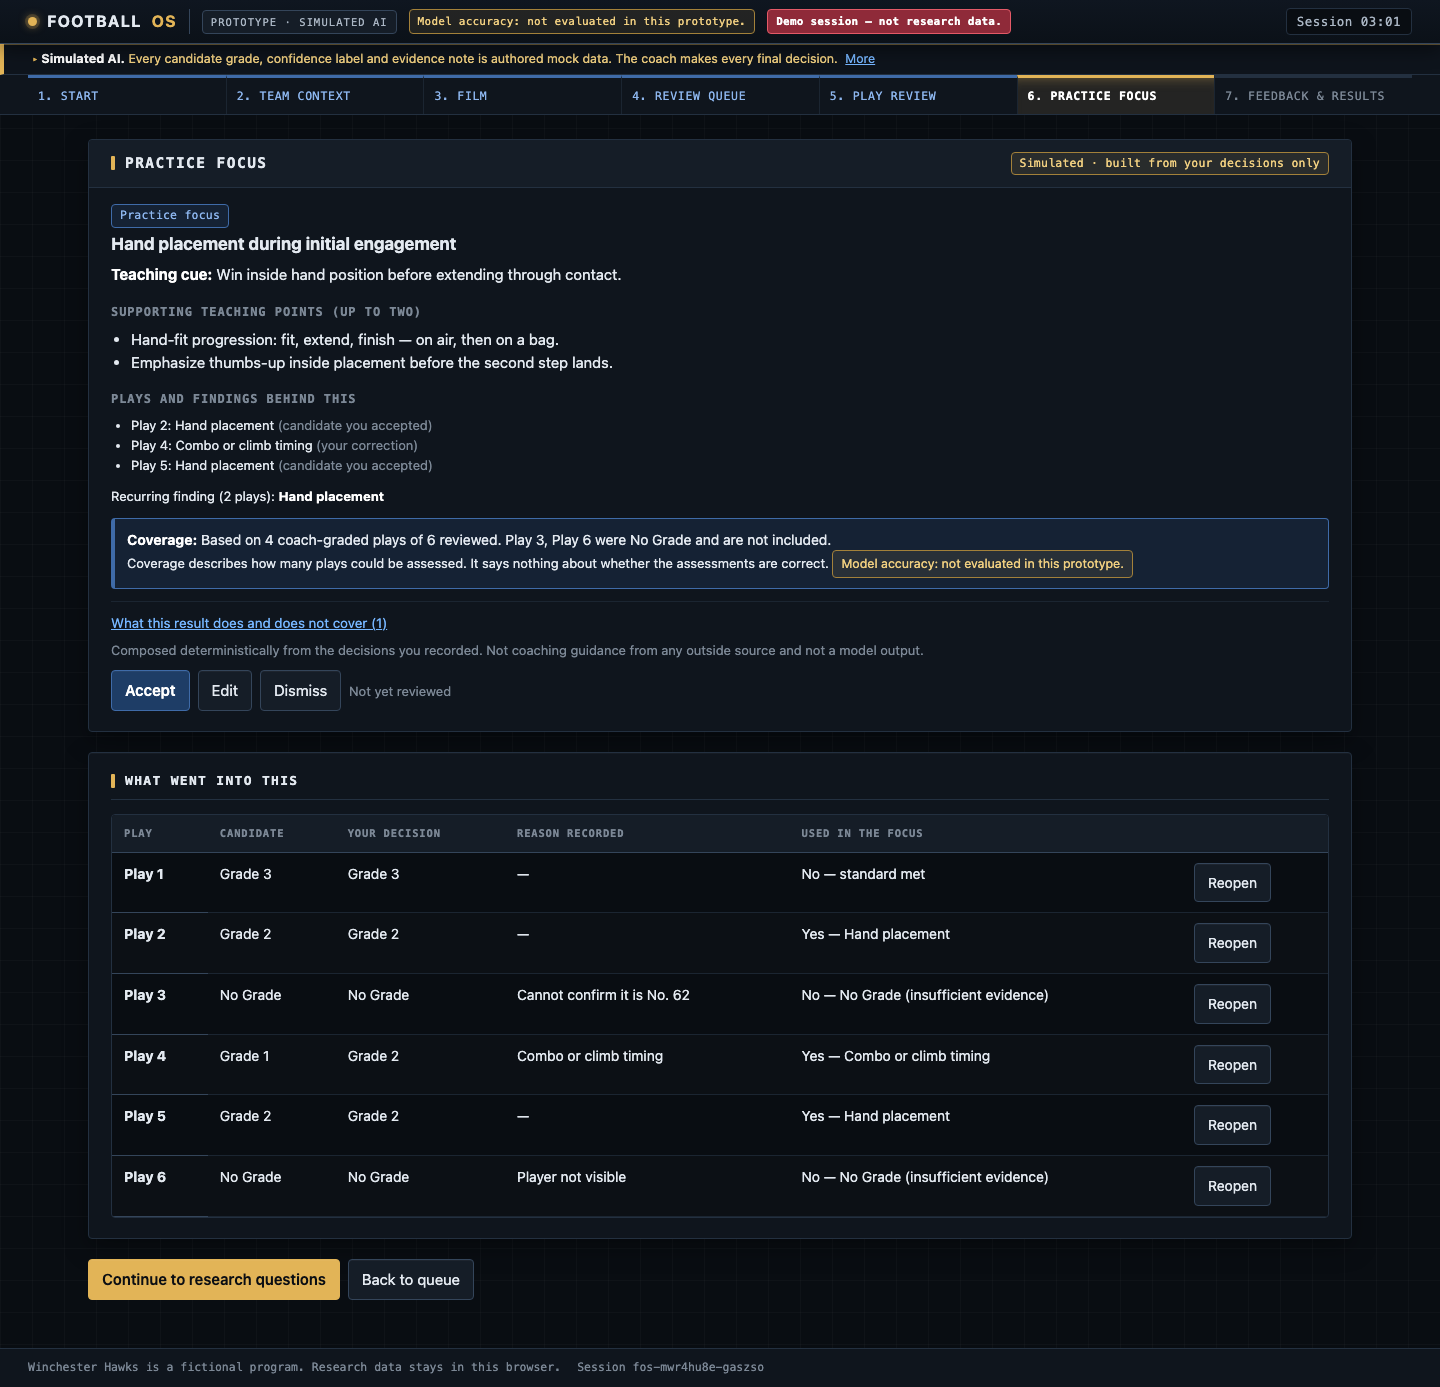 FOOTBALL OS
PROTOTYPE · SIMULATED AI
Model accuracy: not evaluated in this prototype.
Demo session — not research data.
Session 03:01
▸ Simulated AI. Every candidate grade, confidence label and evidence note is authored mock data. The coach makes every final decision. More
1. START
2. TEAM CONTEXT
3. FILM
4. REVIEW QUEUE
5. PLAY REVIEW
6. PRACTICE FOCUS
7. FEEDBACK & RESULTS
PRACTICE FOCUS
Simulated · built from your decisions only
Practice focus
Hand placement during initial engagement
Teaching cue: Win inside hand position before extending through contact.
SUPPORTING TEACHING POINTS (UP TO TWO)
• Hand-fit progression: fit, extend, finish — on air, then on a bag.
• Emphasize thumbs-up inside placement before the second step lands.
PLAYS AND FINDINGS BEHIND THIS
• Play 2: Hand placement (candidate you accepted)
• Play 4: Combo or climb timing (your correction)
• Play 5: Hand placement (candidate you accepted)
Recurring finding (2 plays): Hand placement
Coverage: Based on 4 coach-graded plays of 6 reviewed. Play 3, Play 6 were No Grade and are not included.
Coverage describes how many plays could be assessed. It says nothing about whether the assessments are correct. Model accuracy: not evaluated in this prototype.
What this result does and does not cover (1)
Composed deterministically from the decisions you recorded. Not coaching guidance from any outside source and not a model output.
Accept Edit Dismiss Not yet reviewed
WHAT WENT INTO THIS
PLAY CANDIDATE YOUR DECISION REASON RECORDED USED IN THE FOCUS
Play 1 Grade 3 Grade 3 — No — standard met Reopen
Play 2 Grade 2 Grade 2 — Yes — Hand placement Reopen
Play 3 No Grade No Grade Cannot confirm it is No. 62 No — No Grade (insufficient evidence) Reopen
Play 4 Grade 1 Grade 2 Combo or climb timing Yes — Combo or climb timing Reopen
Play 5 Grade 2 Grade 2 — Yes — Hand placement Reopen
Play 6 No Grade No Grade Player not visible No — No Grade (insufficient evidence) Reopen
Continue to research questions Back to queue
Winchester Hawks is a fictional program. Research data stays in this browser. Session fos-mwr4hu8e-gaszso